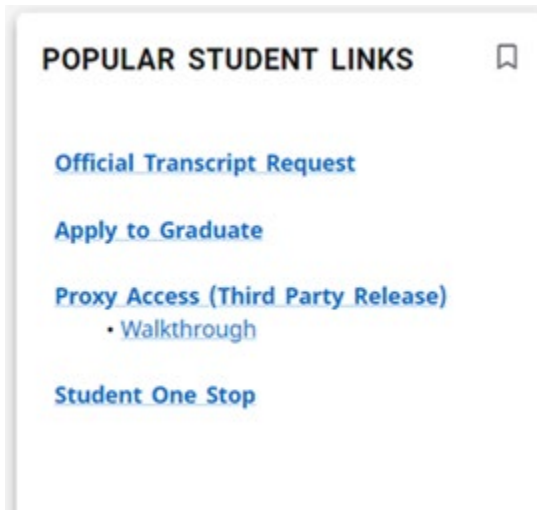 POPULAR STUDENT LINKS
Official Transcript Request
Apply to Graduate
Proxy Access (Third Party Release)
• Walkthrough
Student One Stop